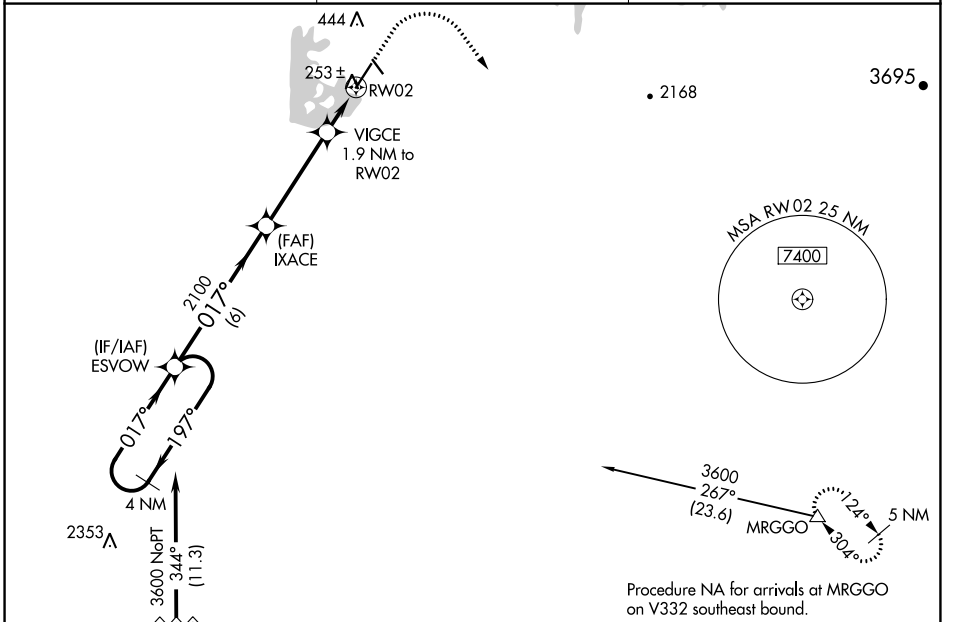 444
253 ±
RW02
2168
3695
VIGCE
1.9 NM to
RW02
MSA RW 02 25 NM
7400
(FAF)
IXACE
2100
017°
(6)
(IF/IAF)
ESVOW
017°
197°
4 NM
2353
3600 NoPT
344°
(11.3)
3600
267°
(23.6)
MRGGO
124°
304°
5 NM
Procedure NA for arrivals at MRGGO
on V332 southeast bound.